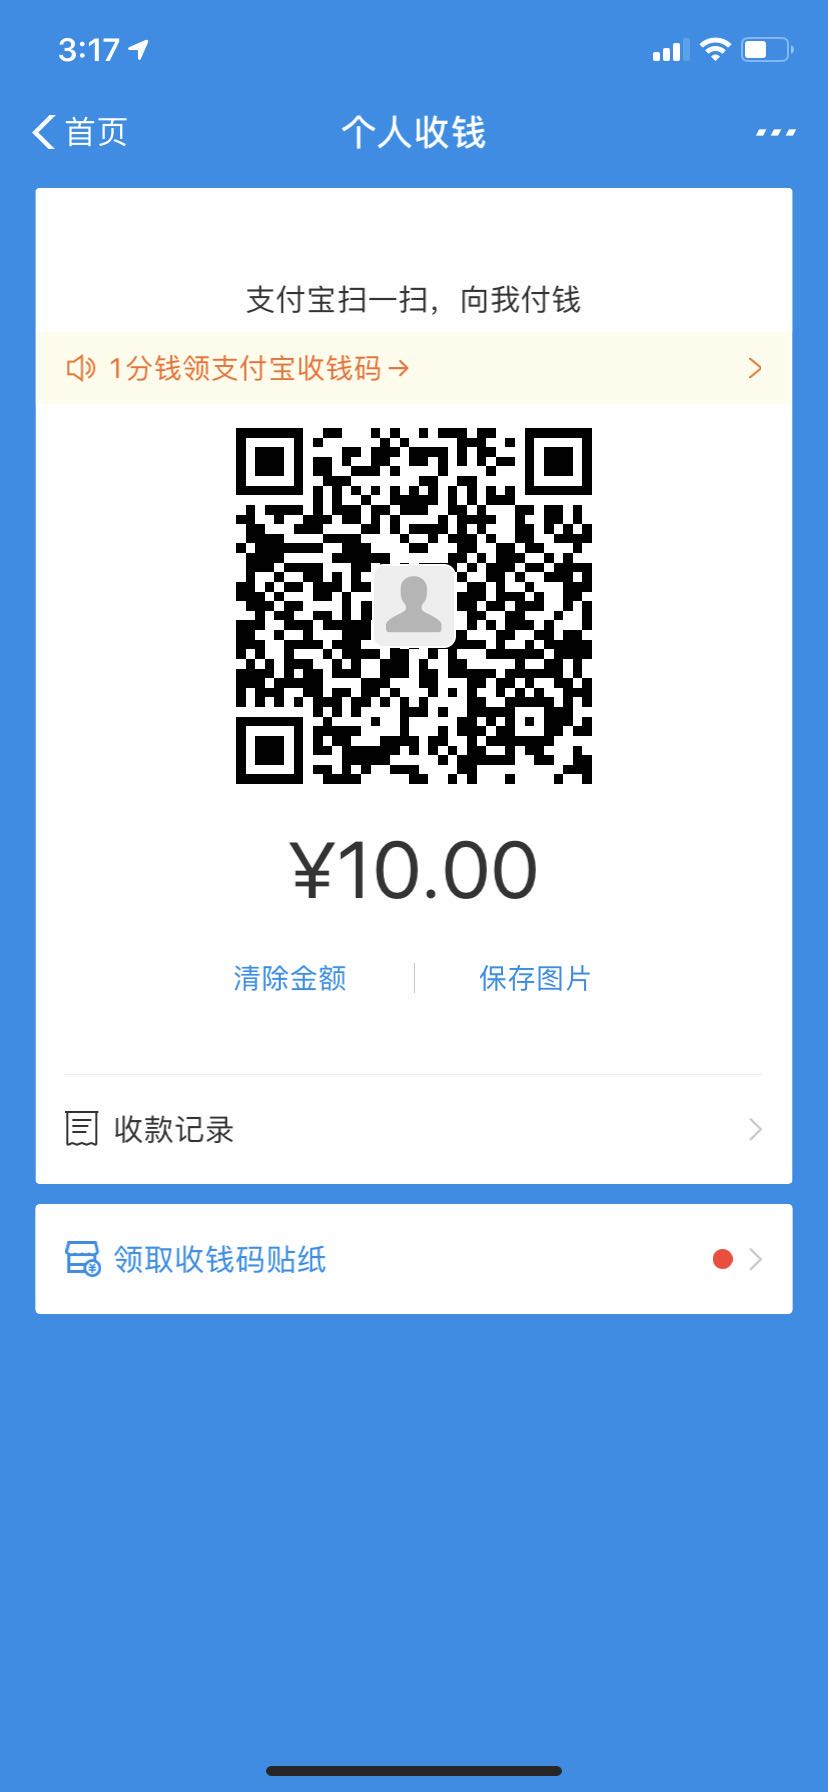 3:17
首页
个人收钱
支付宝扫一扫，向我付钱
1分钱领支付宝收钱码→
¥10.00
清除金额
保存图片
收款记录
领取收钱码贴纸